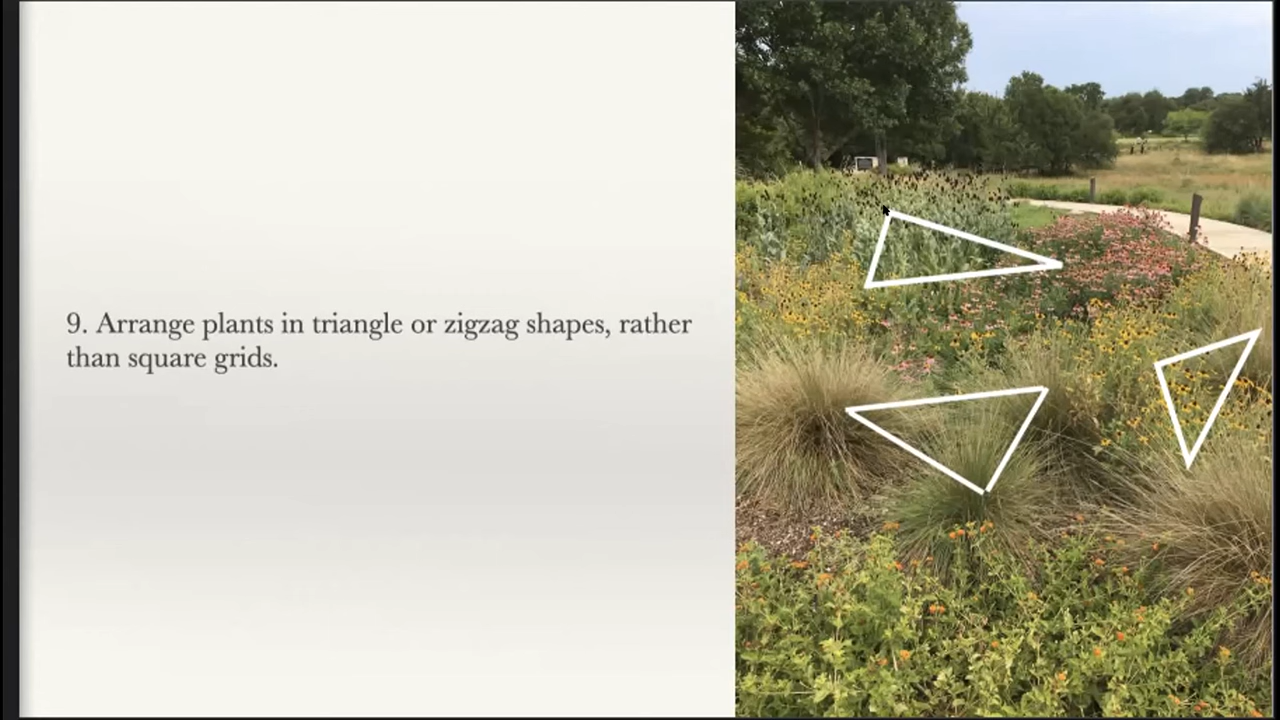 9. Arrange plants in triangle or zigzag shapes, rather
than square grids.